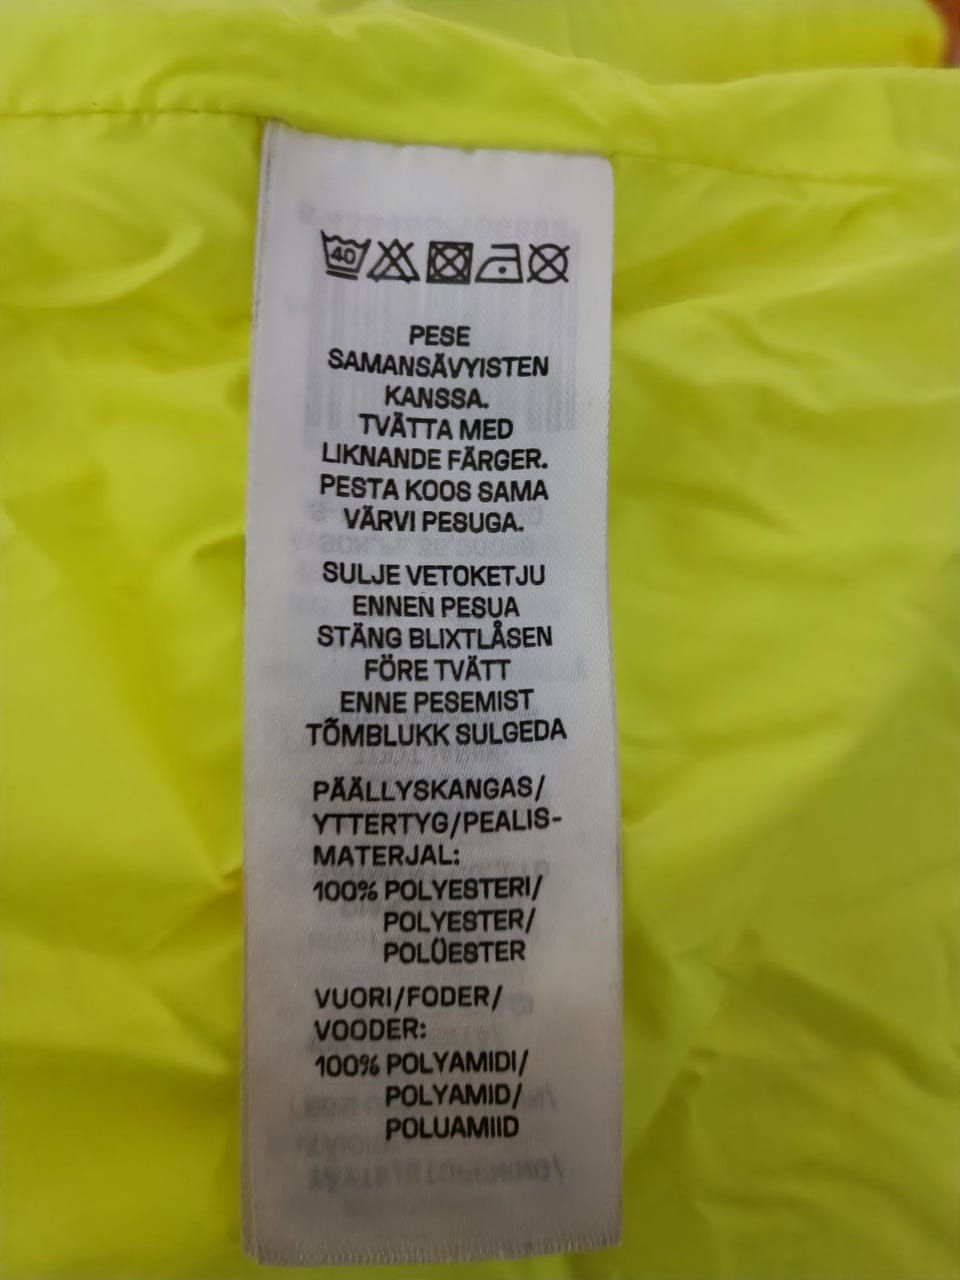 40
PESE
SAMANSÄVYISTEN
KANSSA.
TVÄTTA MED
LIKNANDE FÄRGER.
PESTA KOOS SAMA
VÄRVI PESUGA.
SULJE VETOKETJU
ENNEN PESUA
STÄNG BLIXTLÅSEN
FÖRE TVÄTT
ENNE PESEMIST
TÕMBLUKK SULGEDA
PÄÄLLYSKANGAS/
YTTERTYG/PEALIS-
MATERJAL:
100% POLYESTERI/
POLYESTER/
POLÜESTER
VUORI/FODER/
VOODER:
100% POLYAMIDI/
POLYAMID/
POLUAMIID